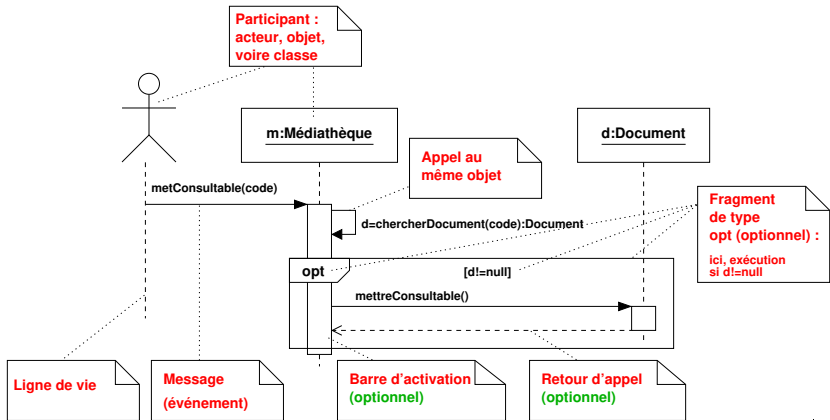 Participant :
acteur, objet,
voire classe
m:Médiathèque
d:Document
Appel au
même objet
metConsultable(code)
d=chercherDocument(code):Document
Fragment
de type
opt (optionnel) :
ici, exécution
si d!=null
opt
[d!=null]
mettreConsultable()
Ligne de vie
Message
(événement)
Barre d'activation
(optionnel)
Retour d'appel
(optionnel)